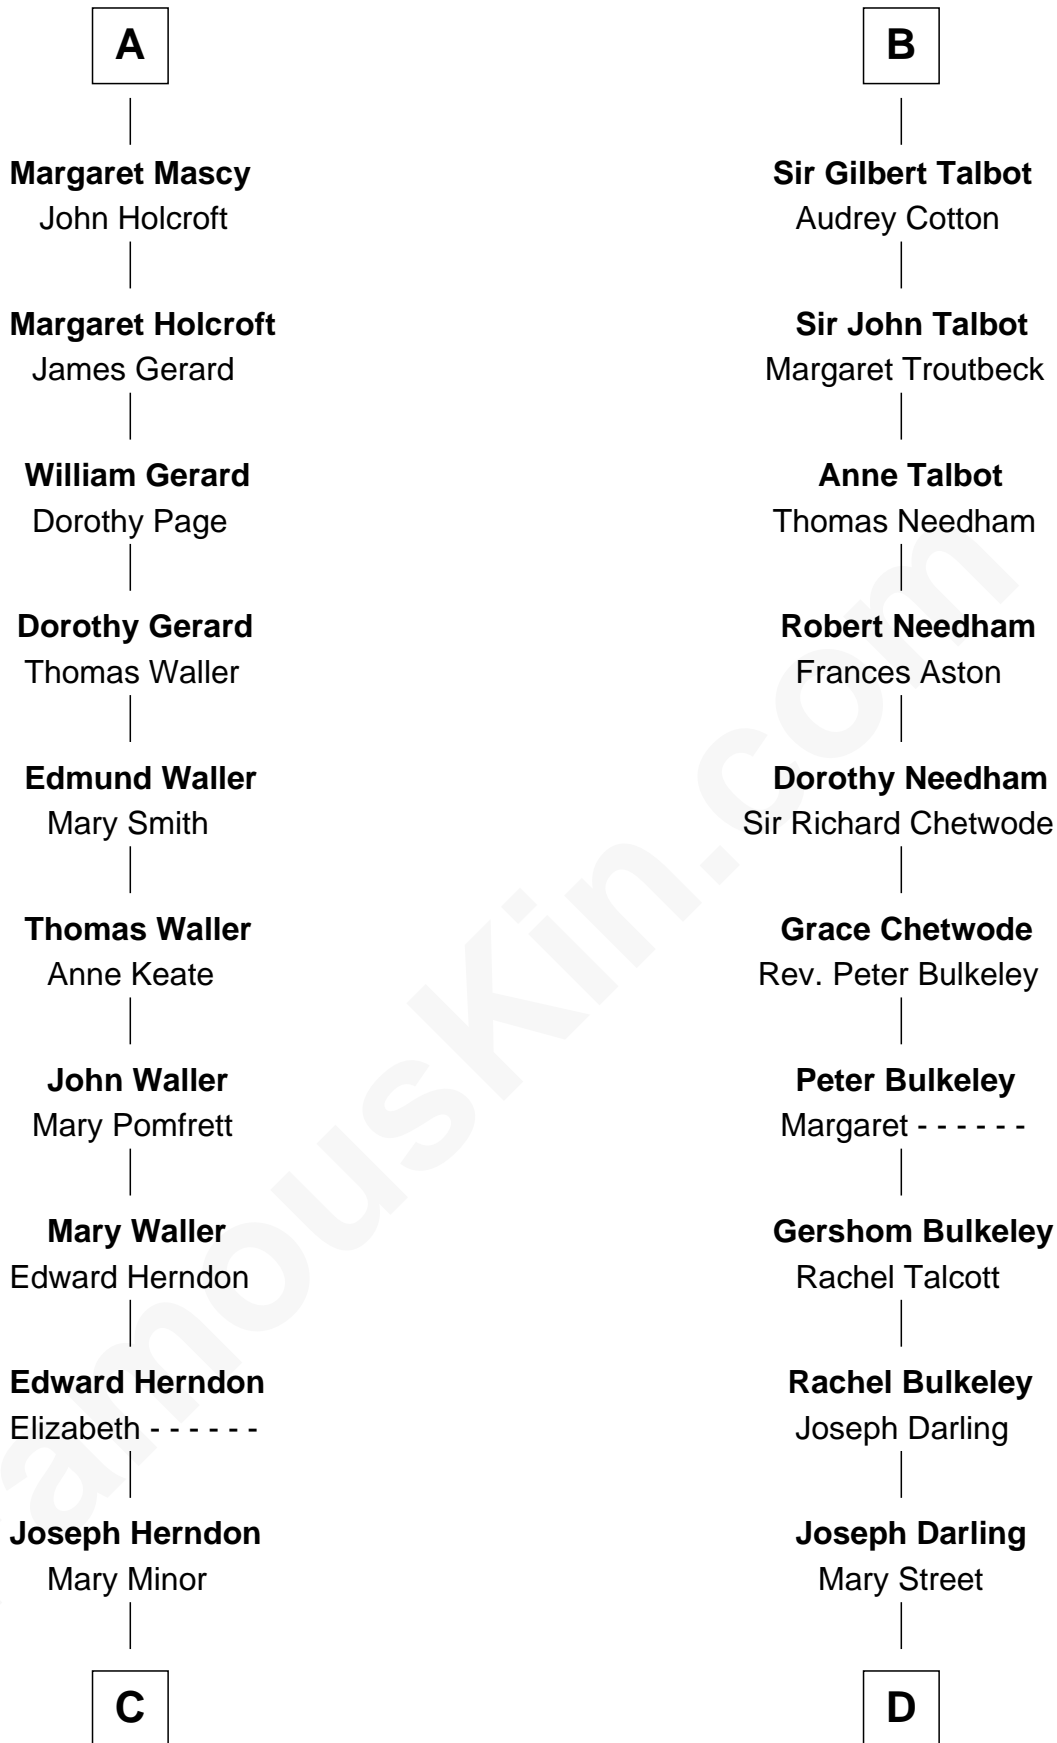 A
Margaret Mascy
John Holcroft
Margaret Holcroft
James Gerard
William Gerard
Dorothy Page
Dorothy Gerard
Thomas Waller
Edmund Waller
Mary Smith
Thomas Waller
Anne Keate
John Waller
Mary Pomfrett
Mary Waller
Edward Herndon
Edward Herndon
Elizabeth - - - - - -
Joseph Herndon
Mary Minor
C
B
Sir Gilbert Talbot
Audrey Cotton
Sir John Talbot
Margaret Troutbeck
Anne Talbot
Thomas Needham
Robert Needham
Frances Aston
Dorothy Needham
Sir Richard Chetwode
Grace Chetwode
Rev. Peter Bulkeley
Peter Bulkeley
Margaret - - - - - -
Gershom Bulkeley
Rachel Talcott
Rachel Bulkeley
Joseph Darling
Joseph Darling
Mary Street
D
amouskin.com